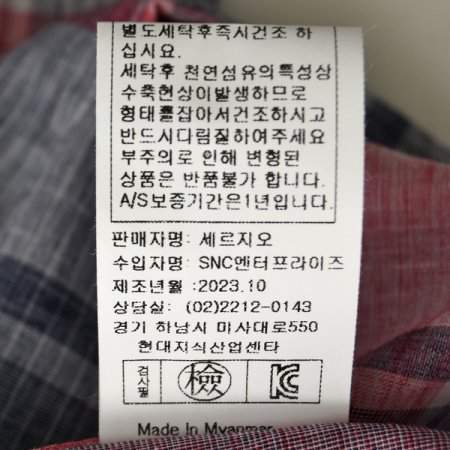 별도세탁후즉시건조 하
십시요.
세탁후 천연섬유의특성상
수축현상이발생하므로
형태를잡아서건조하시고
반드시다림질하여주세요
부주의로 인해 변형된
상품은 반품불가 합니다.
A/S보증기간은1년입니다.
판매자명: 세르지오
수입자명: SNC엔터프라이즈
제조년월 :2023.10
상담실: (02)2212-0143
경기 하남시 미사대로550
현대지식산업센타
검사필 檢 KC
Made In Myanmar